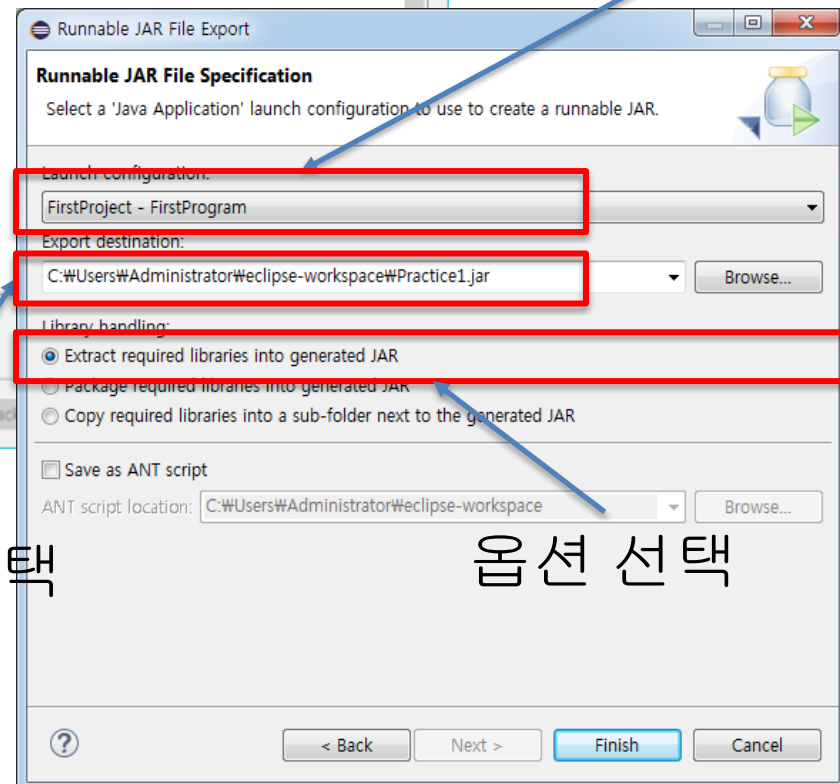 Runnable JAR File Export
Runnable JAR File Specification
Select a 'Java Application' launch configuration to use to create a runnable JAR.
Launch configuration:
FirstProject - FirstProgram
Export destination:
C:₩Users₩Administrator₩eclipse-workspace₩Practice1.jar
Browse...
Library handling:
Extract required libraries into generated JAR
Package required libraries into generated JAR
Copy required libraries into a sub-folder next to the generated JAR
Save as ANT script
ANT script location: C:₩Users₩Administrator₩eclipse-workspace
Browse...
택
옵션 선택
< Back Next > Finish Cancel